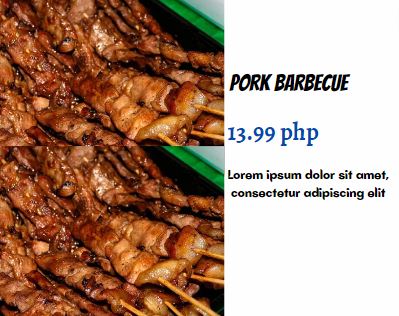 PORK BARBECUE
13.99 php
Lorem ipsum dolor sit amet,
consectetur adipiscing elit